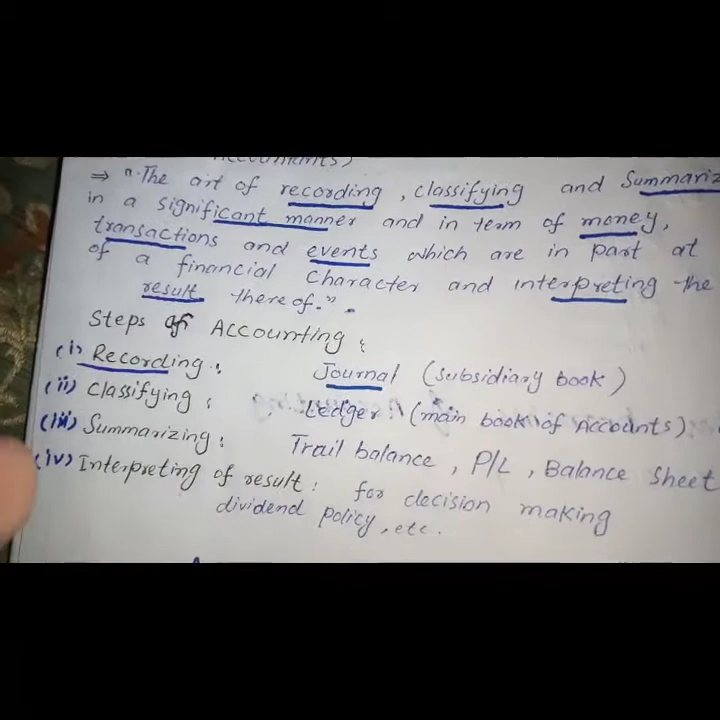 ⇒ "The art of recording, classifying and Summariz
in a significant manner and in term of money,
transactions and events which are in part at
of a financial character and interpreting the
result there of."
Steps of ACCOUNTING:
(i) Recording: Journal (subsidiary book)
(ii) Classifying: Ledger (main book of Accounts)
(iii) Summarizing: Trail balance, P/L, Balance Sheet
(iv) Interpreting of result: for decision making
dividend policy, etc.